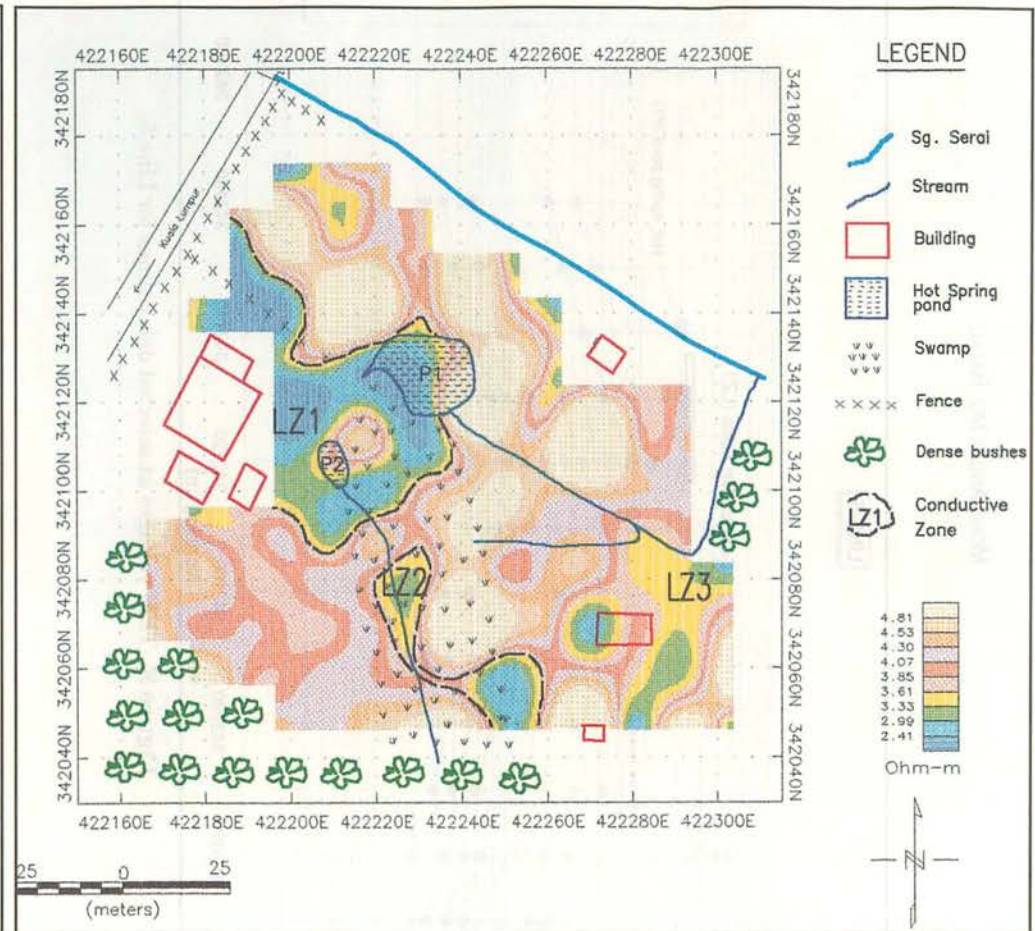 422160E 422180E 422200E 422220E 422240E 422260E 422280E 422300E
342180N
342160N
342140N
342120N
342100N
342080N
342060N
342040N
342180N
342160N
342140N
342120N
342100N
342080N
342060N
342040N
Kuala Lumpur
P1
LZ1
P2
LZ2
LZ3
422160E 422180E 422200E 422220E 422240E 422260E 422280E 422300E
25 0 25
(meters)
LEGEND
Sg. Serai
Stream
Building
Hot Spring
pond
Swamp
Fence
Dense bushes
LZ1
Conductive
Zone
4.81
4.53
4.30
4.07
3.85
3.61
3.33
2.99
2.41
Ohm-m
N